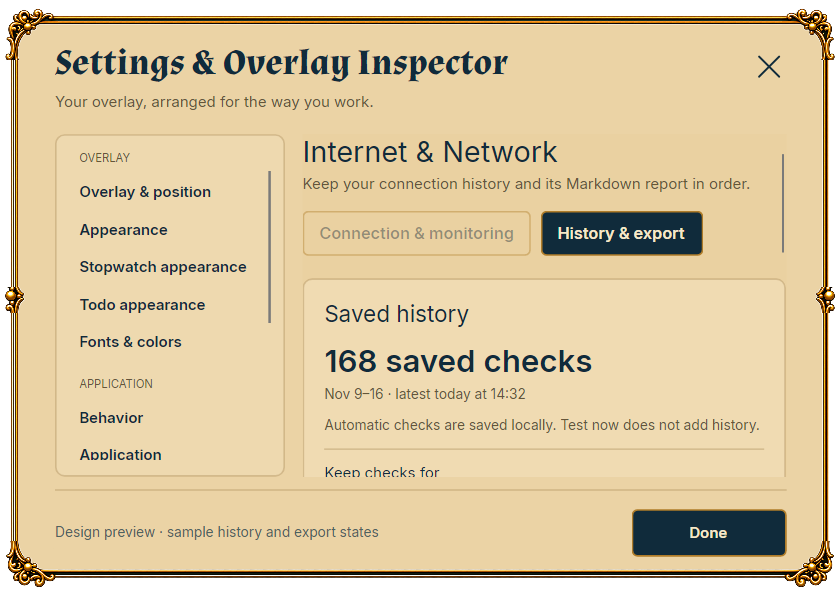 Settings & Overlay Inspector
Your overlay, arranged for the way you work.
OVERLAY
Overlay & position
Appearance
Stopwatch appearance
Todo appearance
Fonts & colors
APPLICATION
Behavior
Application
Internet & Network
Keep your connection history and its Markdown report in order.
Connection & monitoring
History & export
Saved history
168 saved checks
Nov 9–16 · latest today at 14:32
Automatic checks are saved locally. Test now does not add history.
Keep checks for
Design preview · sample history and export states
Done